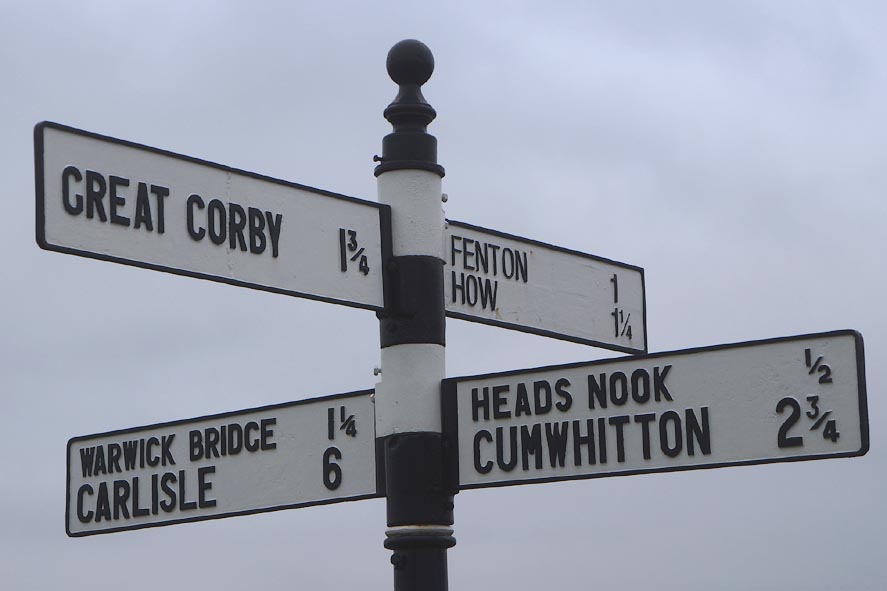 GREAT CORBY 1¾
FENTON 1
HOW 1¼
HEADS NOOK ½
CUMWHITTON 2¾
WARWICK BRIDGE 1¼
CARLISLE 6